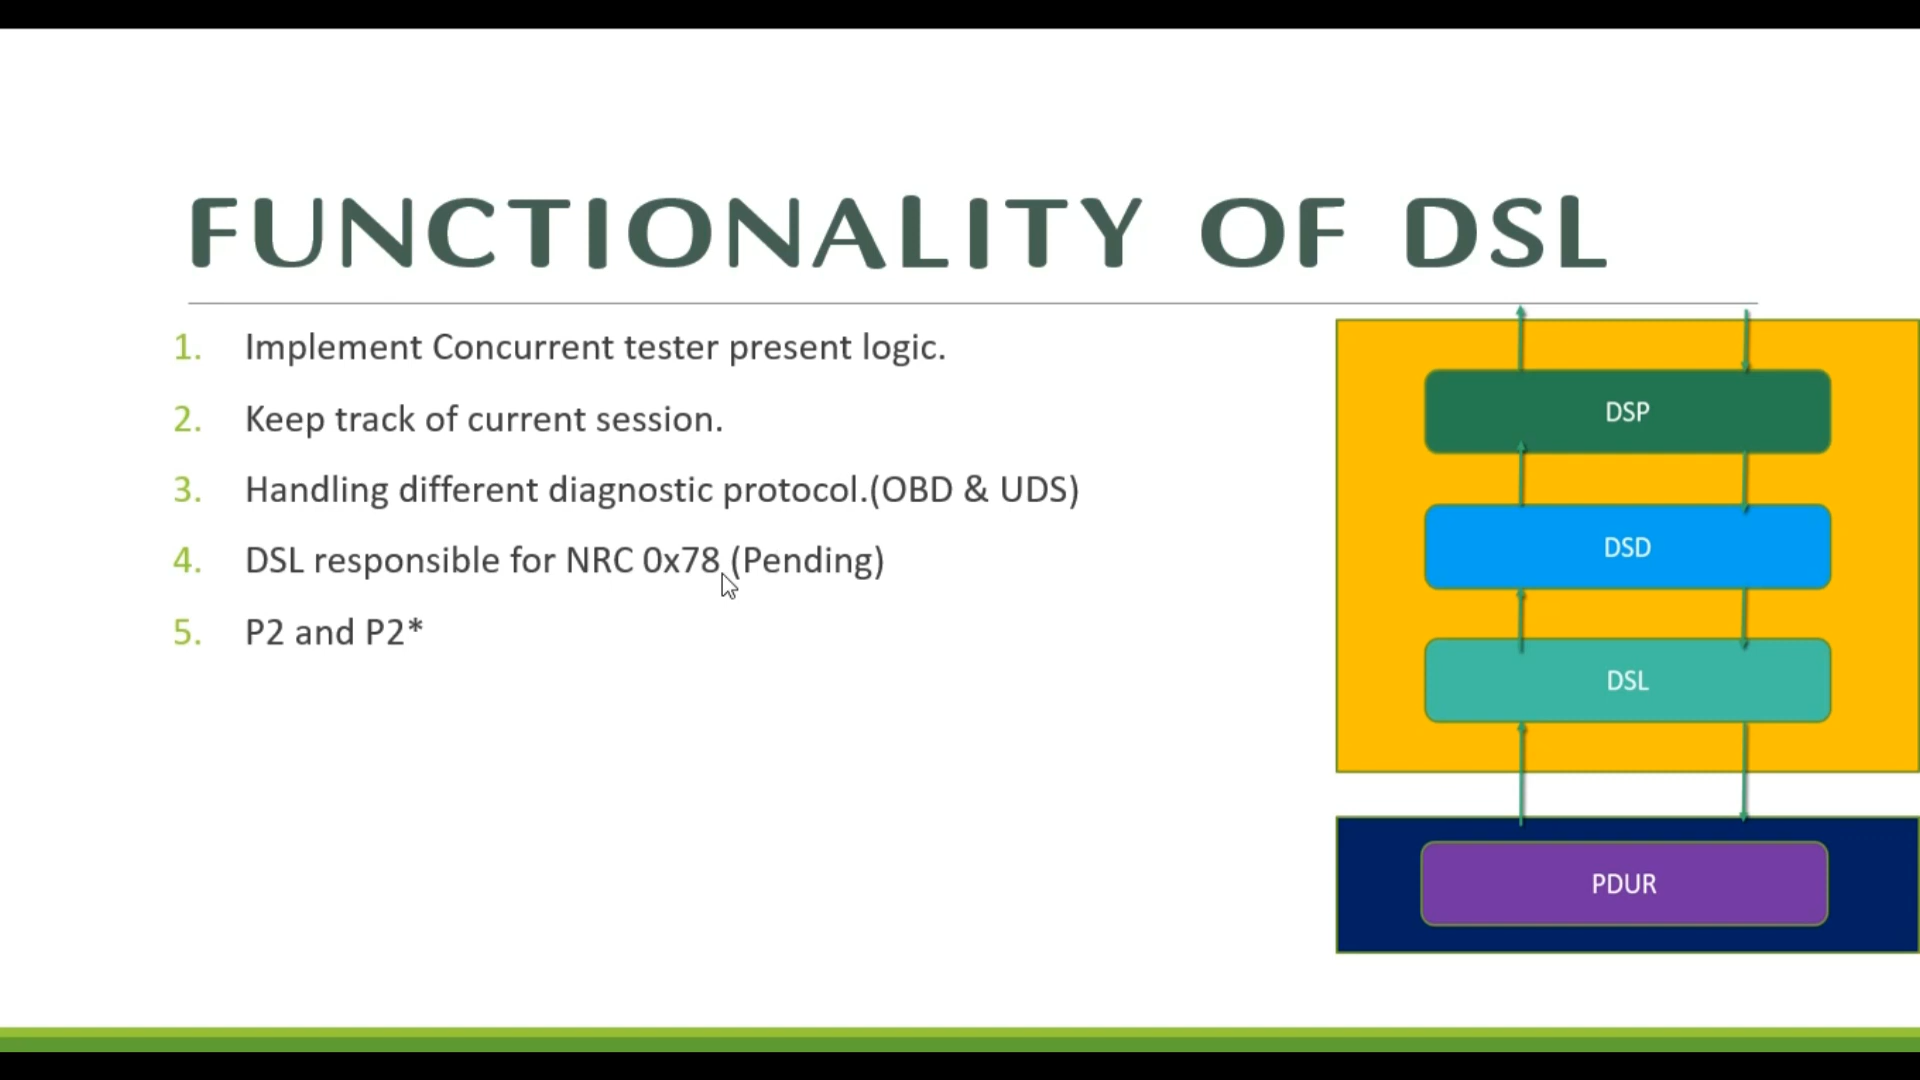 FUNCTIONALITY OF DSL
1. Implement Concurrent tester present logic.
2. Keep track of current session.
3. Handling different diagnostic protocol.(OBD & UDS)
4. DSL responsible for NRC 0x78 (Pending)
5. P2 and P2*
DSP
DSD
DSL
PDUR